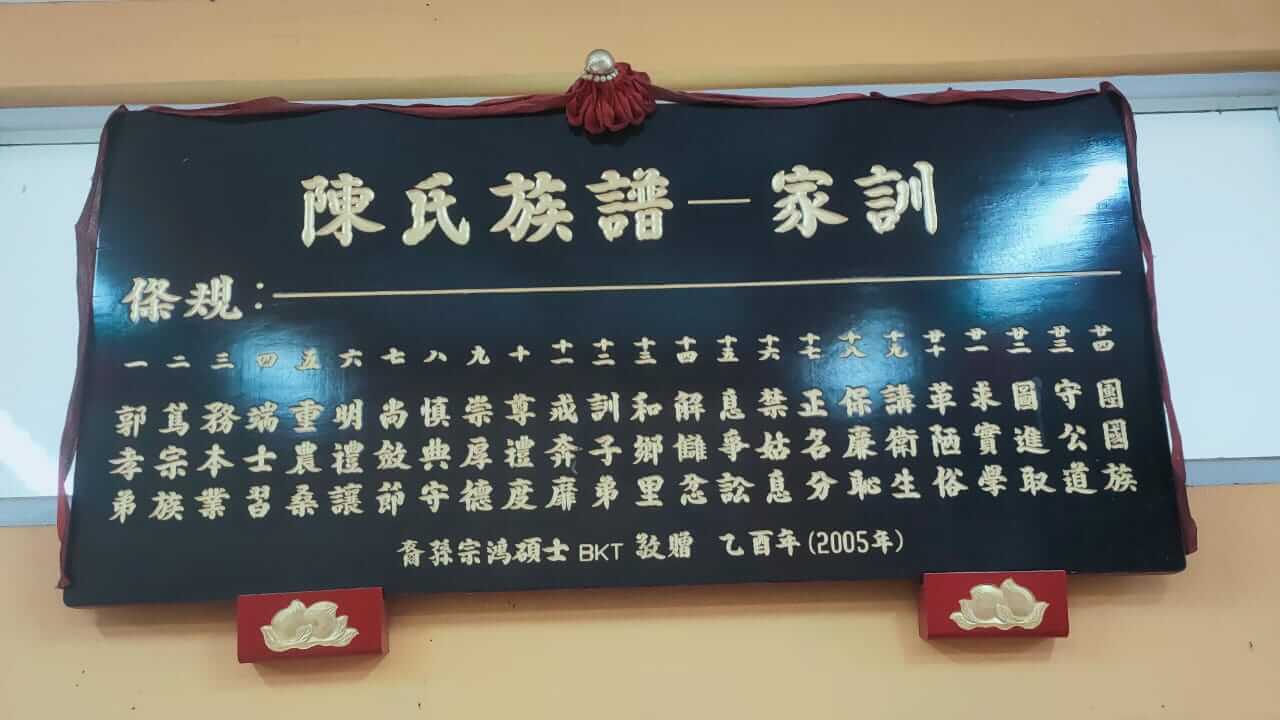 陳氏族譜—家訓
條規：
一 郭孝弟
二 篤宗族
三 務本業
四 端士習
五 重農桑
六 明禮讓
七 尚斂節
八 慎典守
九 崇厚德
十 尊禮度
十一 戒奔靡
十二 訓子弟
十三 和鄉里
十四 解讎忿
十五 息爭訟
十六 禁姑息
十七 正名分
十八 保廉恥
十九 講衛生
廿十 革陋俗
廿一 求實學
廿二 圖進取
廿三 守公道
廿四 團國族
裔孫宗鴻碩士 BKT 敬贈 乙酉年(2005年)